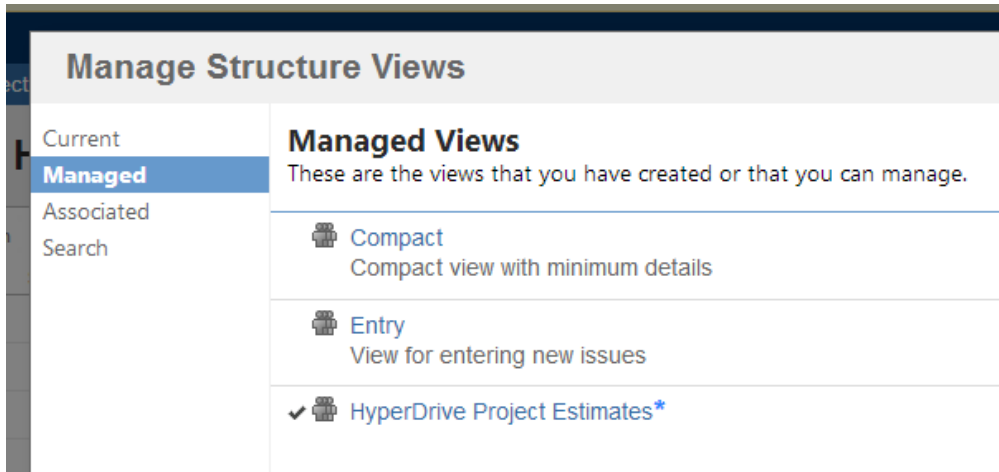 Manage Structure Views
ect
Current
Managed
Associated
Search
H
Managed Views
These are the views that you have created or that you can manage.
Compact
Compact view with minimum details
Entry
View for entering new issues
HyperDrive Project Estimates*